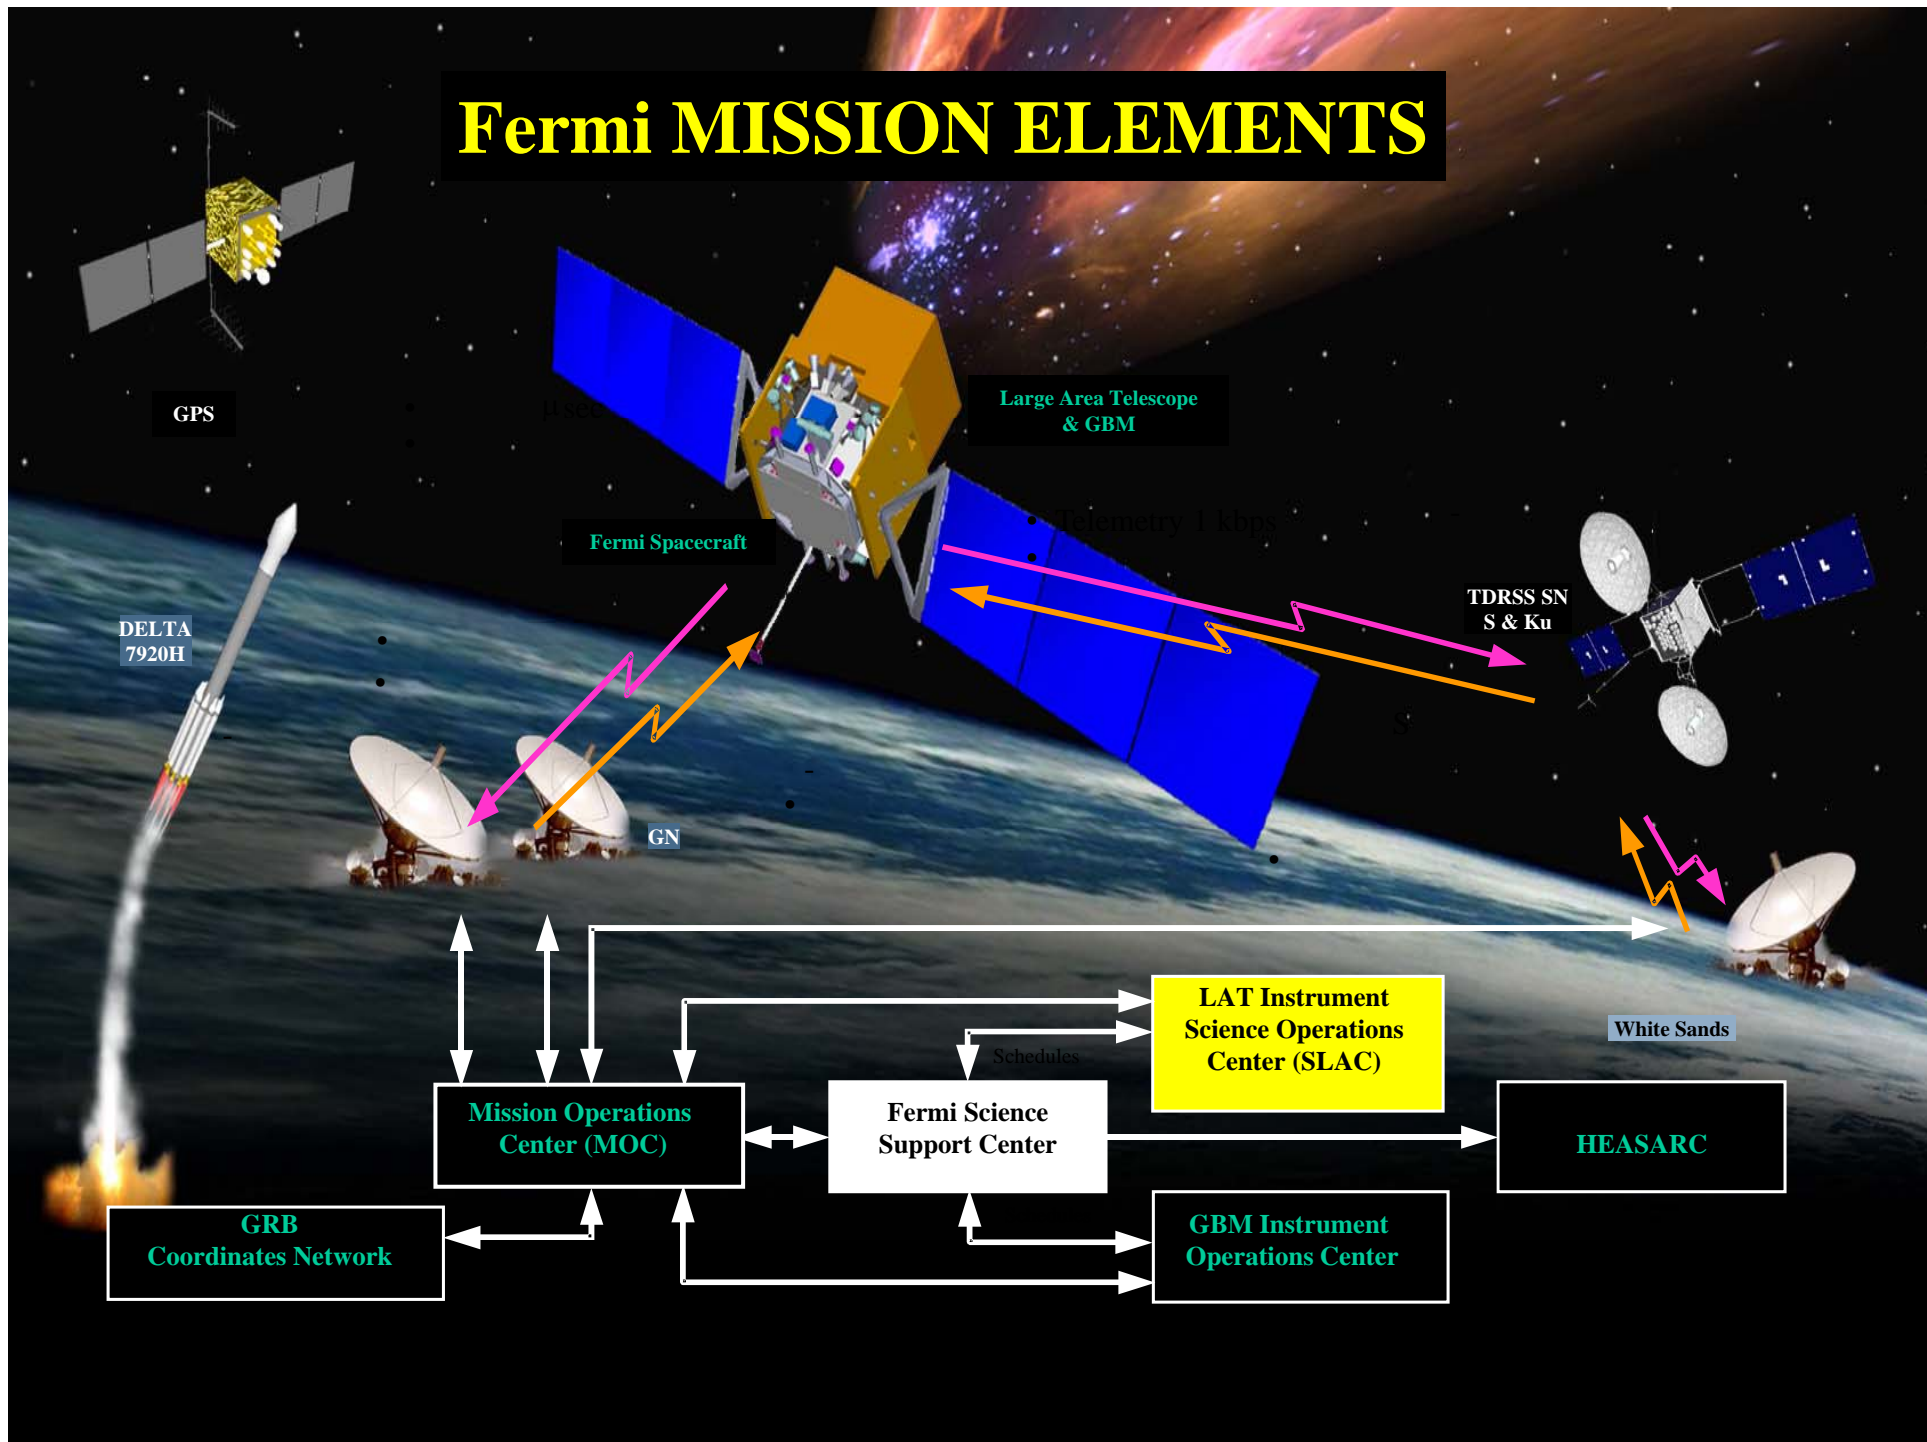 Fermi MISSION ELEMENTS
GPS
μsec
Large Area Telescope
& GBM
• Telemetry 1 kbps
Fermi Spacecraft
TDRSS SN
S & Ku
DELTA
7920H
S
GN
LAT Instrument
Science Operations
Center (SLAC)
White Sands
Schedules
Mission Operations
Center (MOC)
Fermi Science
Support Center
HEASARC
GRB
Coordinates Network
GBM Instrument
Operations Center